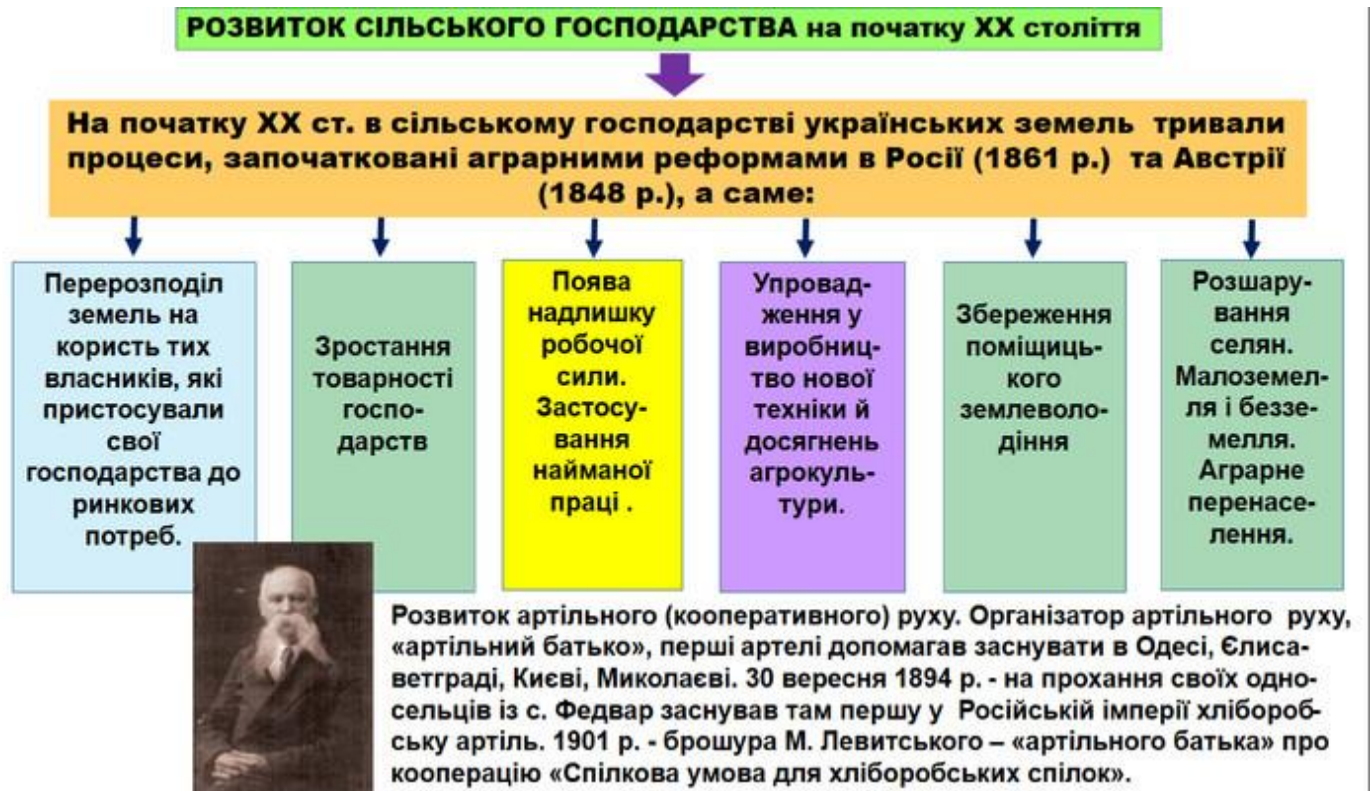 РОЗВИТОК СІЛЬСЬКОГО ГОСПОДАРСТВА на початку ХХ століття
На початку ХХ ст. в сільському господарстві українських земель тривали
процеси, започатковані аграрними реформами в Росії (1861 р.) та Австрії
(1848 р.), а саме:
Перерозподіл
земель на
користь тих
власників, які
пристосували
свої
господарства до
ринкових
потреб.
Зростання
товарності
госпо-
дарств
Поява
надлишку
робочої
сили.
Застосу-
вання
найманої
праці .
Упровад-
ження у
виробниц-
тво нової
техніки й
досягнень
агрокуль-
тури.
Збереження
поміщиць-
кого
землеволо-
діння
Розшару-
вання
селян.
Малоземел-
ля і беззе-
мелля.
Аграрне
перенасе-
лення.
Розвиток артільного (кооперативного) руху. Організатор артільного руху,
«артільний батько», перші артелі допомагав заснувати в Одесі, Єлиса-
ветграді, Києві, Миколаєві. 30 вересня 1894 р. - на прохання своїх одно-
сельців із с. Федвар заснував там першу у Російській імперії хлібороб-
ську артіль. 1901 р. - брошура М. Левитського – «артільного батька» про
кооперацію «Спілкова умова для хліборобських спілок».